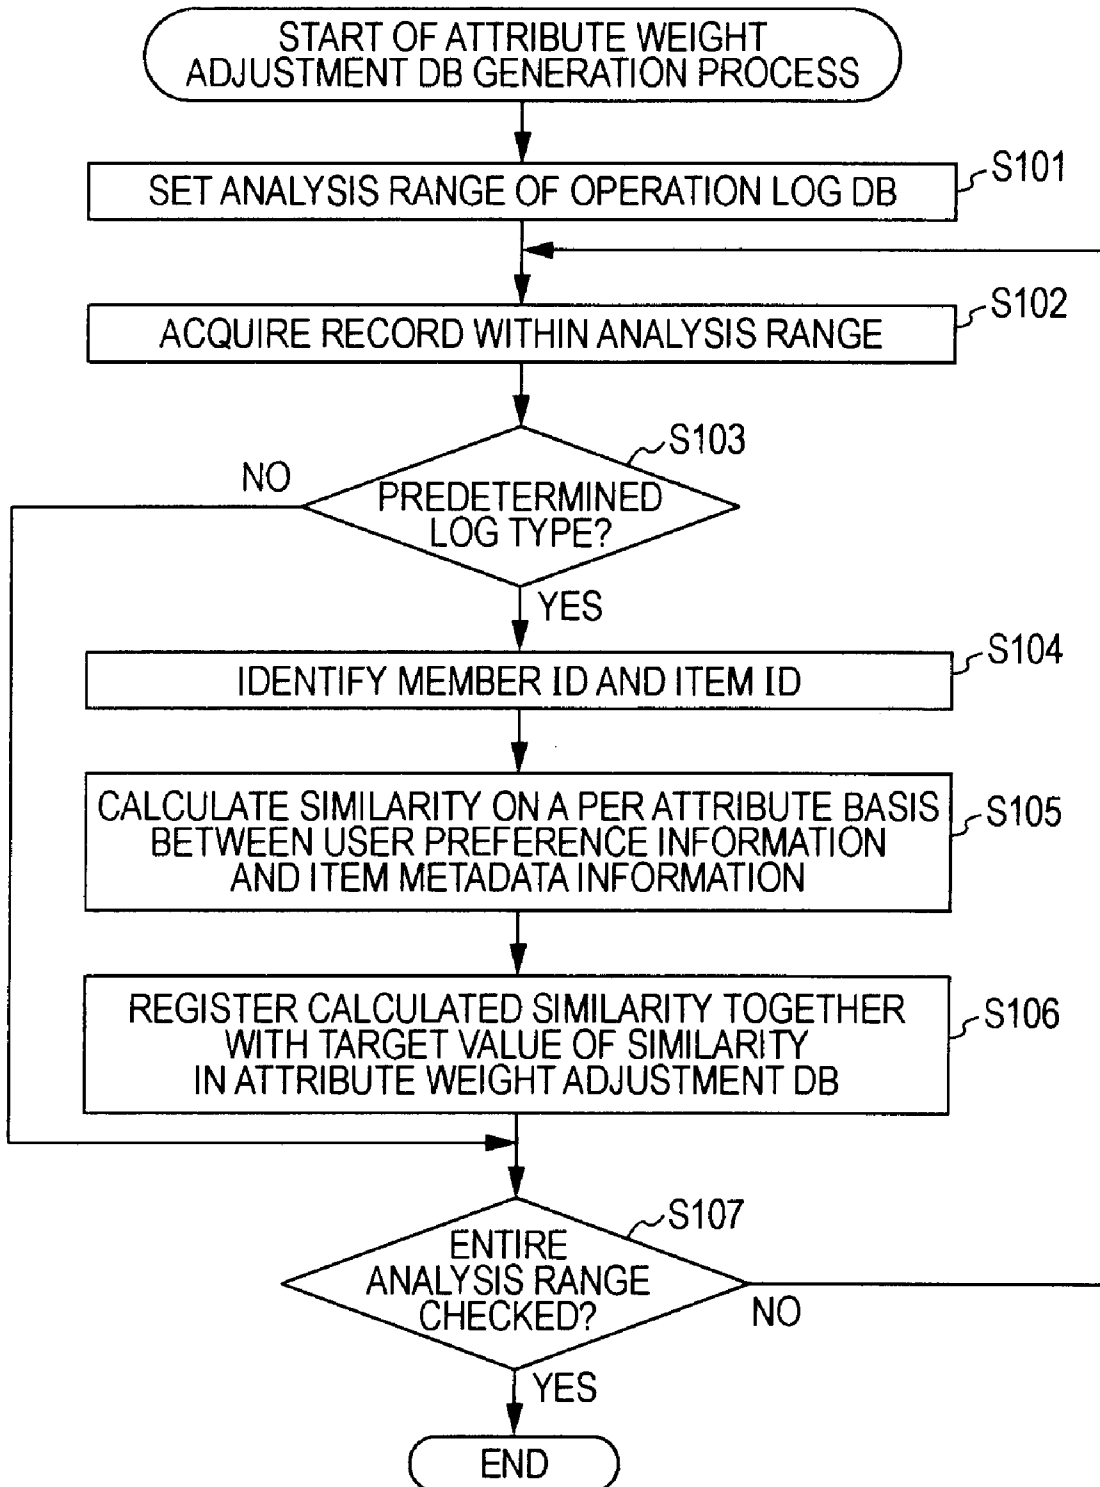 START OF ATTRIBUTE WEIGHT
ADJUSTMENT DB GENERATION PROCESS
S101
SET ANALYSIS RANGE OF OPERATION LOG DB
S102
ACQUIRE RECORD WITHIN ANALYSIS RANGE
S103
NO
PREDETERMINED
LOG TYPE?
YES
S104
IDENTIFY MEMBER ID AND ITEM ID
S105
CALCULATE SIMILARITY ON A PER ATTRIBUTE BASIS
BETWEEN USER PREFERENCE INFORMATION
AND ITEM METADATA INFORMATION
S106
REGISTER CALCULATED SIMILARITY TOGETHER
WITH TARGET VALUE OF SIMILARITY
IN ATTRIBUTE WEIGHT ADJUSTMENT DB
S107
ENTIRE
ANALYSIS RANGE
CHECKED?
NO
YES
END